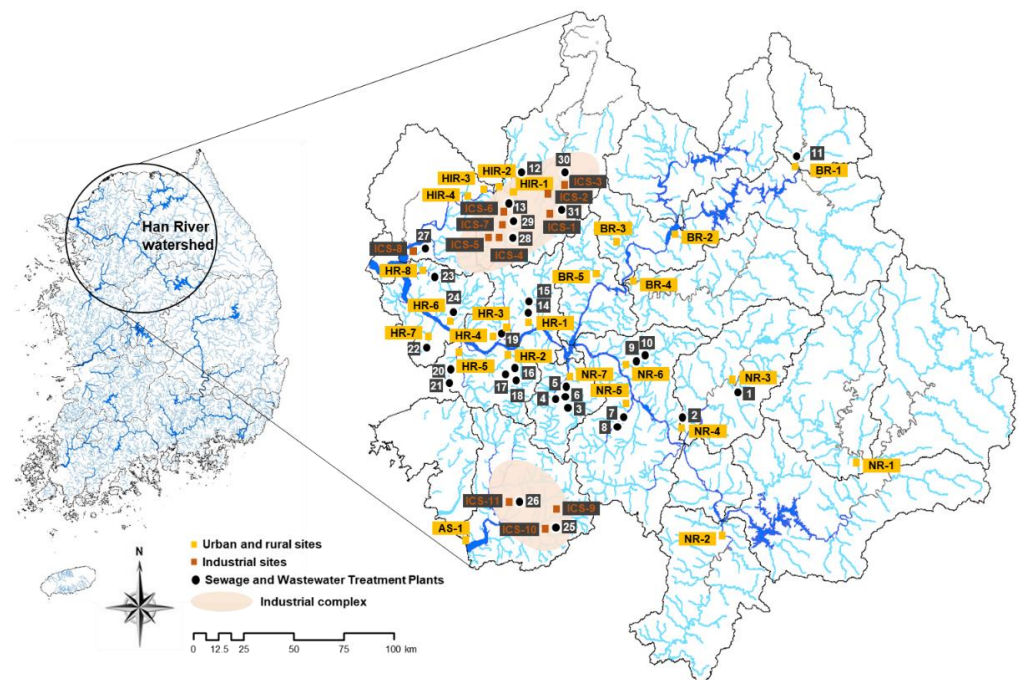 Han River
watershed
12
30
11
BR-1
HIR-2
HIR-3
HIR-1
ICS-3
HIR-4
ICS-2
ICS-6
13
31
ICS-1
ICS-7
29
27
ICS-5
28
ICS-8
ICS-4
BR-3
BR-2
HR-8
23
BR-5
BR-4
15
24
14
HR-6
HR-3
HR-1
HR-7
HR-4
19
22
HR-2
9
10
HR-5
NR-6
20
16
NR-7
NR-3
21
17
18
5
NR-5
1
4
6
3
7
2
8
NR-4
NR-1
ICS-11
26
ICS-9
AS-1
ICS-10
25
NR-2
N
Urban and rural sites
Industrial sites
Sewage and Wastewater Treatment Plants
Industrial complex
0 12.5 25 50 75 100 km